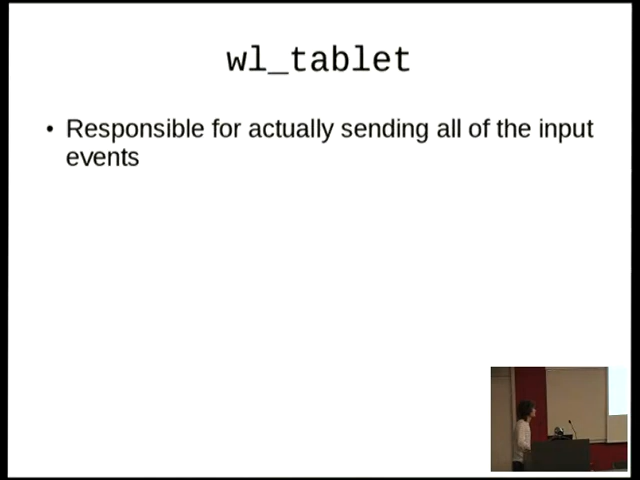 wl_tablet
• Responsible for actually sending all of the input
events